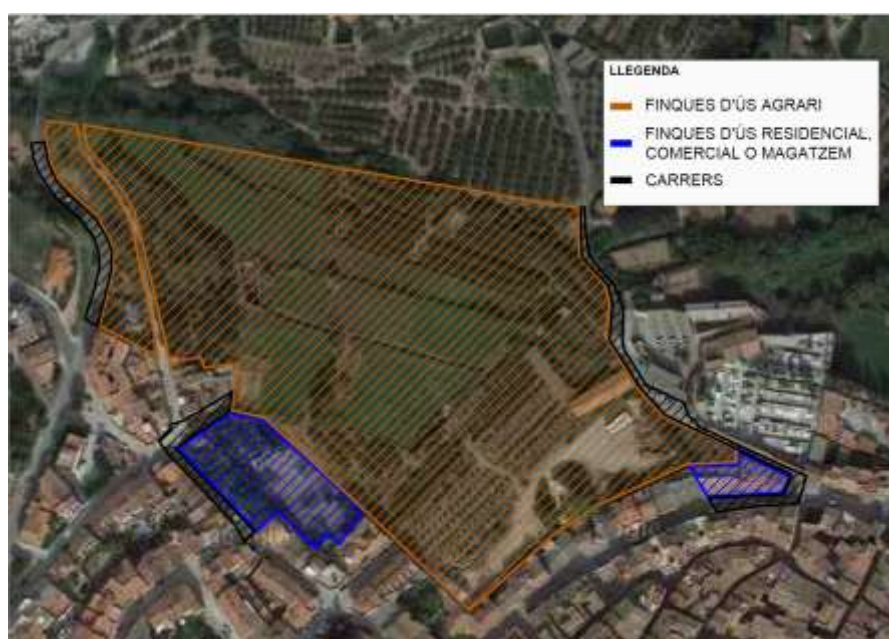 LLEGENDA
FINQUES D'ÚS AGRARI
FINQUES D'ÚS RESIDENCIAL,
COMERCIAL O MAGATZEM
CARRERS